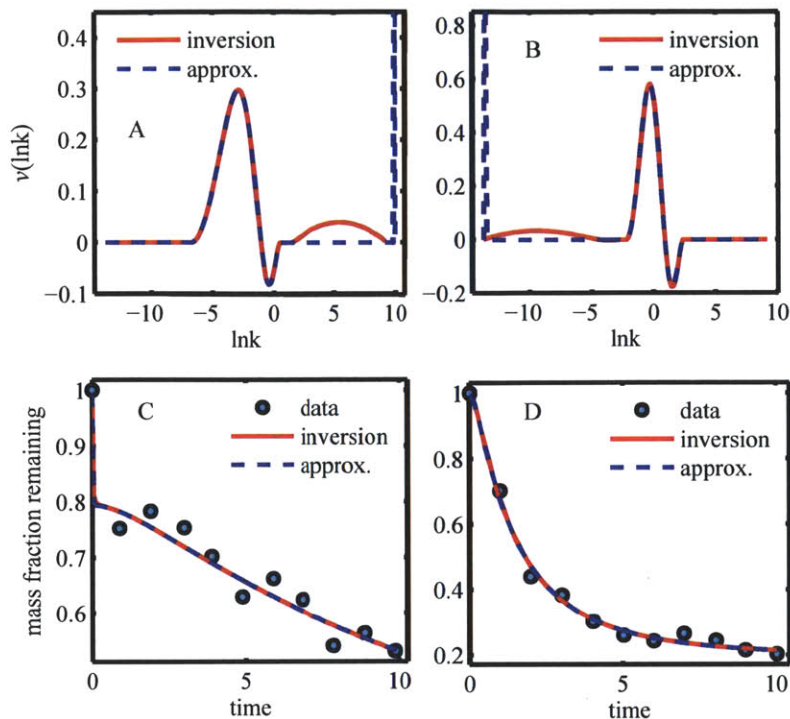 0.4
inversion
approx.
0.3
A
0.2
ν(lnk)
0.1
0
−0.1
−10
−5
0
5
10
lnk
0.8
B
inversion
approx.
0.6
0.4
0.2
0
−0.2
−10
−5
0
5
10
lnk
1
C
data
inversion
approx.
0.9
0.8
0.7
0.6
mass fraction remaining
0
5
10
time
1
D
data
inversion
approx.
0.8
0.6
0.4
0.2
0
5
10
time